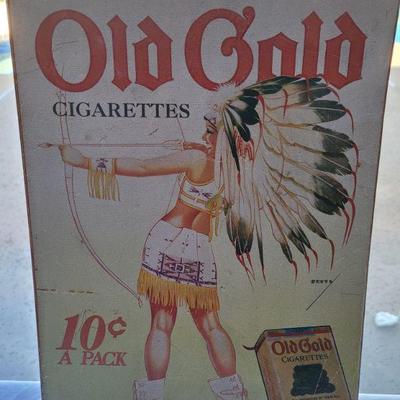 Old Gold
CIGARETTES
10¢
A PACK
Old Gold
CIGARETTES